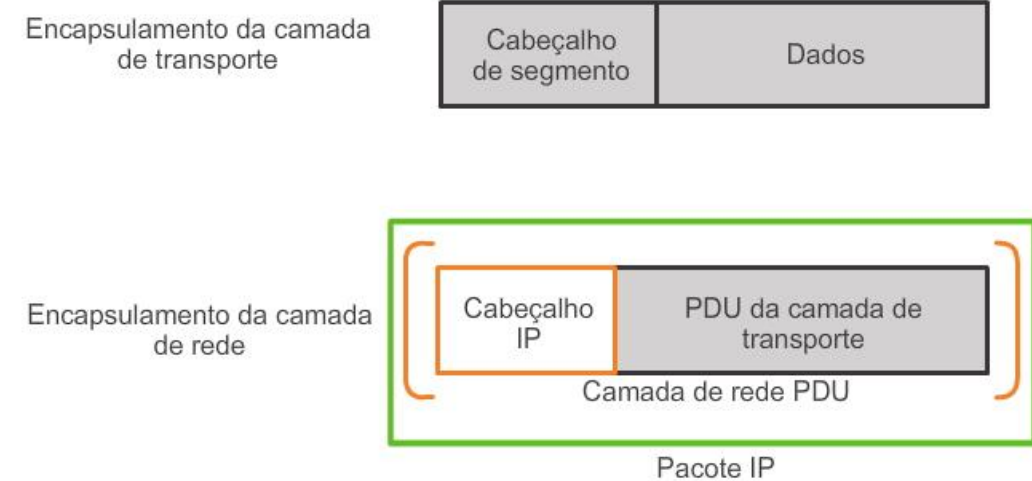 Encapsulamento da camada
de transporte
Cabeçalho
de segmento
Dados
Encapsulamento da camada
de rede
Cabeçalho
IP
PDU da camada de
transporte
Camada de rede PDU
Pacote IP